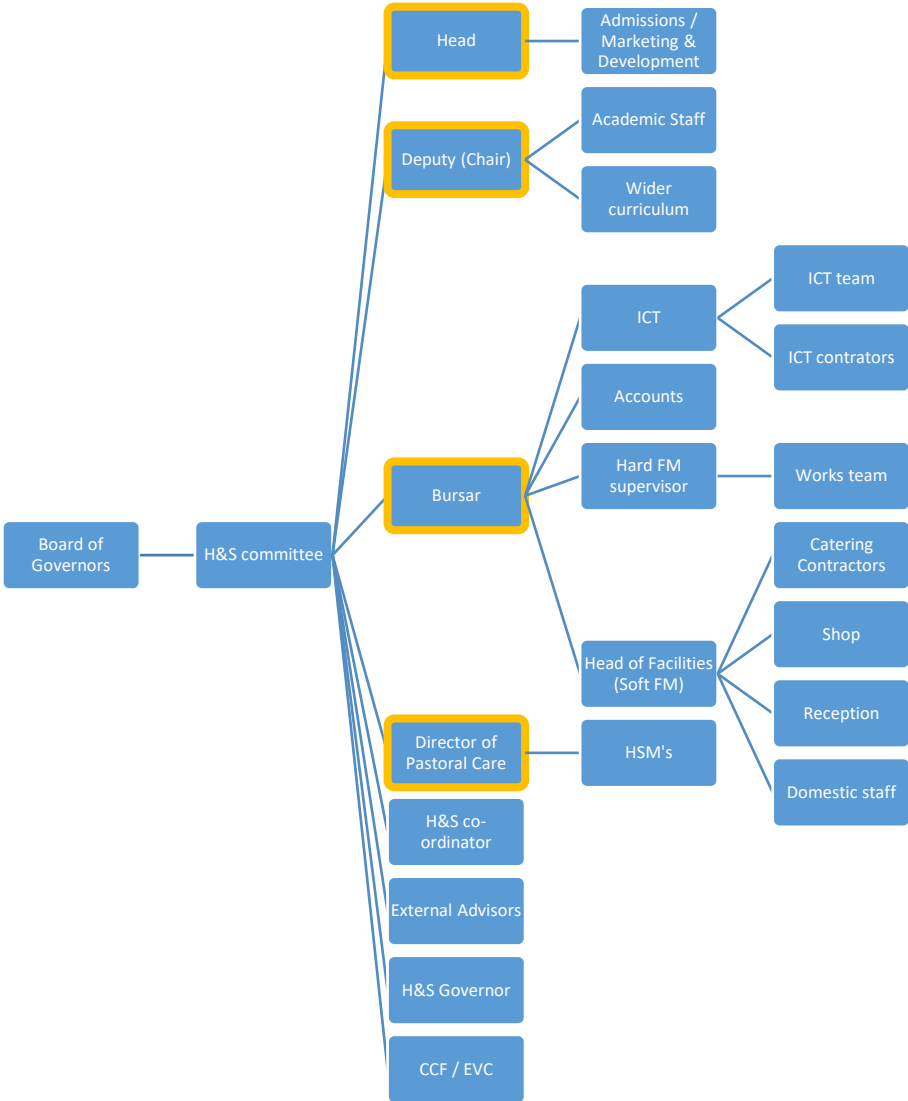 Head
Admissions /
Marketing &
Development
Deputy (Chair)
Academic Staff
Wider
curriculum
ICT
ICT team
ICT contrators
Accounts
Hard FM
supervisor
Works team
Bursar
Board of
Governors
H&S committee
Catering
Contractors
Shop
Head of Facilities
(Soft FM)
Reception
Domestic staff
Director of
Pastoral Care
HSM's
H&S co-
ordinator
External Advisors
H&S Governor
CCF / EVC